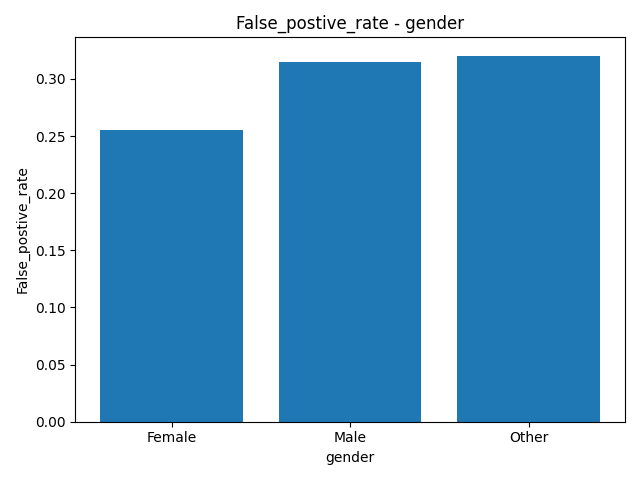 False_postive_rate - gender
False_postive_rate
0.30
0.25
0.20
0.15
0.10
0.05
0.00
Female Male Other
gender